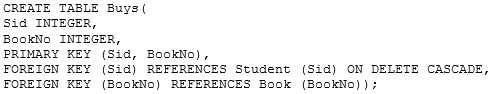 CREATE TABLE Buys(
Sid INTEGER,
BookNo INTEGER,
PRIMARY KEY (Sid, BookNo),
FOREIGN KEY (Sid) REFERENCES Student (Sid) ON DELETE CASCADE,
FOREIGN KEY (BookNo) REFERENCES Book (BookNo));